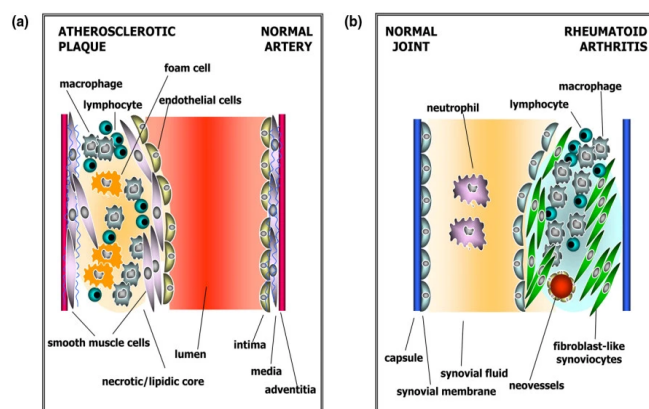 (a)
ATHEROSCLEROTIC
PLAQUE
NORMAL
ARTERY
foam cell
macrophage
lymphocyte
endothelial cells
smooth muscle cells
necrotic/lipidic core
lumen
intima
media
adventitia
(b)
NORMAL
JOINT
RHEUMATOID
ARTHRITIS
macrophage
lymphocyte
neutrophil
capsule
synovial membrane
synovial fluid
neovessels
fibroblast-like
synoviocytes